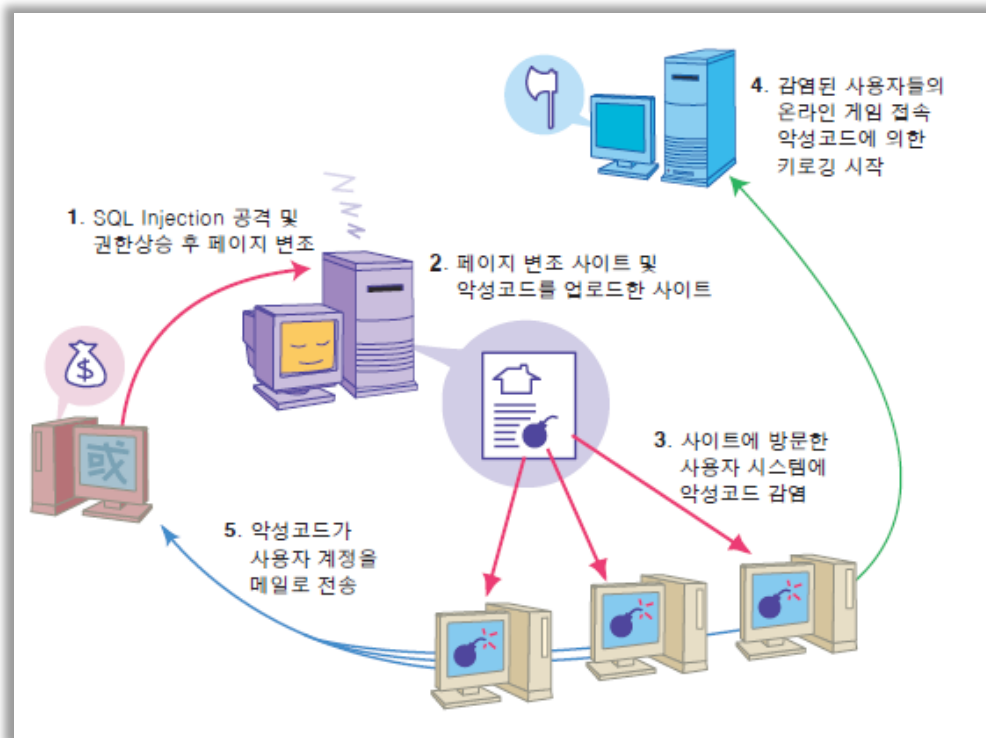 1. SQL Injection 공격 및
권한상승 후 페이지 변조
2. 페이지 변조 사이트 및
악성코드를 업로드한 사이트
3. 사이트에 방문한
사용자 시스템에
악성코드 감염
4. 감염된 사용자들의
온라인 게임 접속
악성코드에 의한
키로깅 시작
5. 악성코드가
사용자 계정을
메일로 전송
$
或